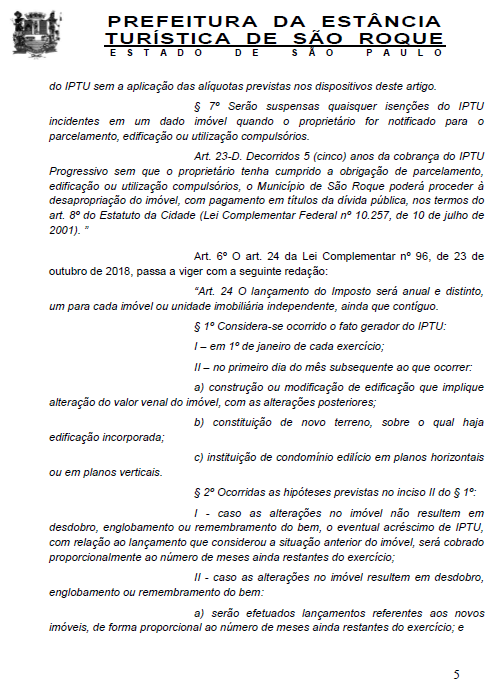 PREFEITURA DA ESTÂNCIA
TURÍSTICA DE SÃO ROQUE
ESTADO DE SÃO PAULO
do IPTU sem a aplicação das alíquotas previstas nos dispositivos deste artigo.
§ 7º Serão suspensas quaisquer isenções do IPTU
incidentes em um dado imóvel quando o proprietário for notificado para o
parcelamento, edificação ou utilização compulsórios.
Art. 23-D. Decorridos 5 (cinco) anos da cobrança do IPTU
Progressivo sem que o proprietário tenha cumprido a obrigação de parcelamento,
edificação ou utilização compulsórios, o Município de São Roque poderá proceder à
desapropriação do imóvel, com pagamento em títulos da dívida pública, nos termos do
art. 8º do Estatuto da Cidade (Lei Complementar Federal nº 10.257, de 10 de julho de
2001). ”
Art. 6º O art. 24 da Lei Complementar nº 96, de 23 de
outubro de 2018, passa a viger com a seguinte redação:
“Art. 24 O lançamento do Imposto será anual e distinto,
um para cada imóvel ou unidade imobiliária independente, ainda que contíguo.
§ 1º Considera-se ocorrido o fato gerador do IPTU:
I – em 1º de janeiro de cada exercício;
II – no primeiro dia do mês subsequente ao que ocorrer:
a) construção ou modificação de edificação que implique
alteração do valor venal do imóvel, com as alterações posteriores;
b) constituição de novo terreno, sobre o qual haja
edificação incorporada;
c) instituição de condomínio edilício em planos horizontais
ou em planos verticais.
§ 2º Ocorridas as hipóteses previstas no inciso II do § 1º:
I - caso as alterações no imóvel não resultem em
desdobro, englobamento ou remembramento do bem, o eventual acréscimo de IPTU,
com relação ao lançamento que considerou a situação anterior do imóvel, será cobrado
proporcionalmente ao número de meses ainda restantes do exercício;
II - caso as alterações no imóvel resultem em desdobro,
englobamento ou remembramento do bem:
a) serão efetuados lançamentos referentes aos novos
imóveis, de forma proporcional ao número de meses ainda restantes do exercício; e
5